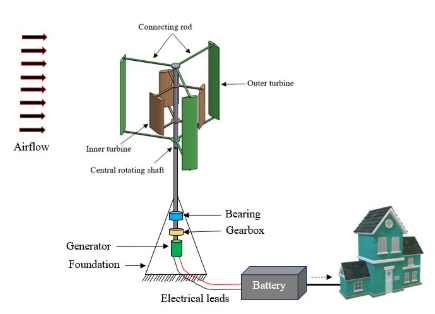 Connecting rod
Outer turbine
Airflow
Inner turbine
Central rotating shaft
Bearing
Gearbox
Generator
Foundation
Battery
Electrical leads